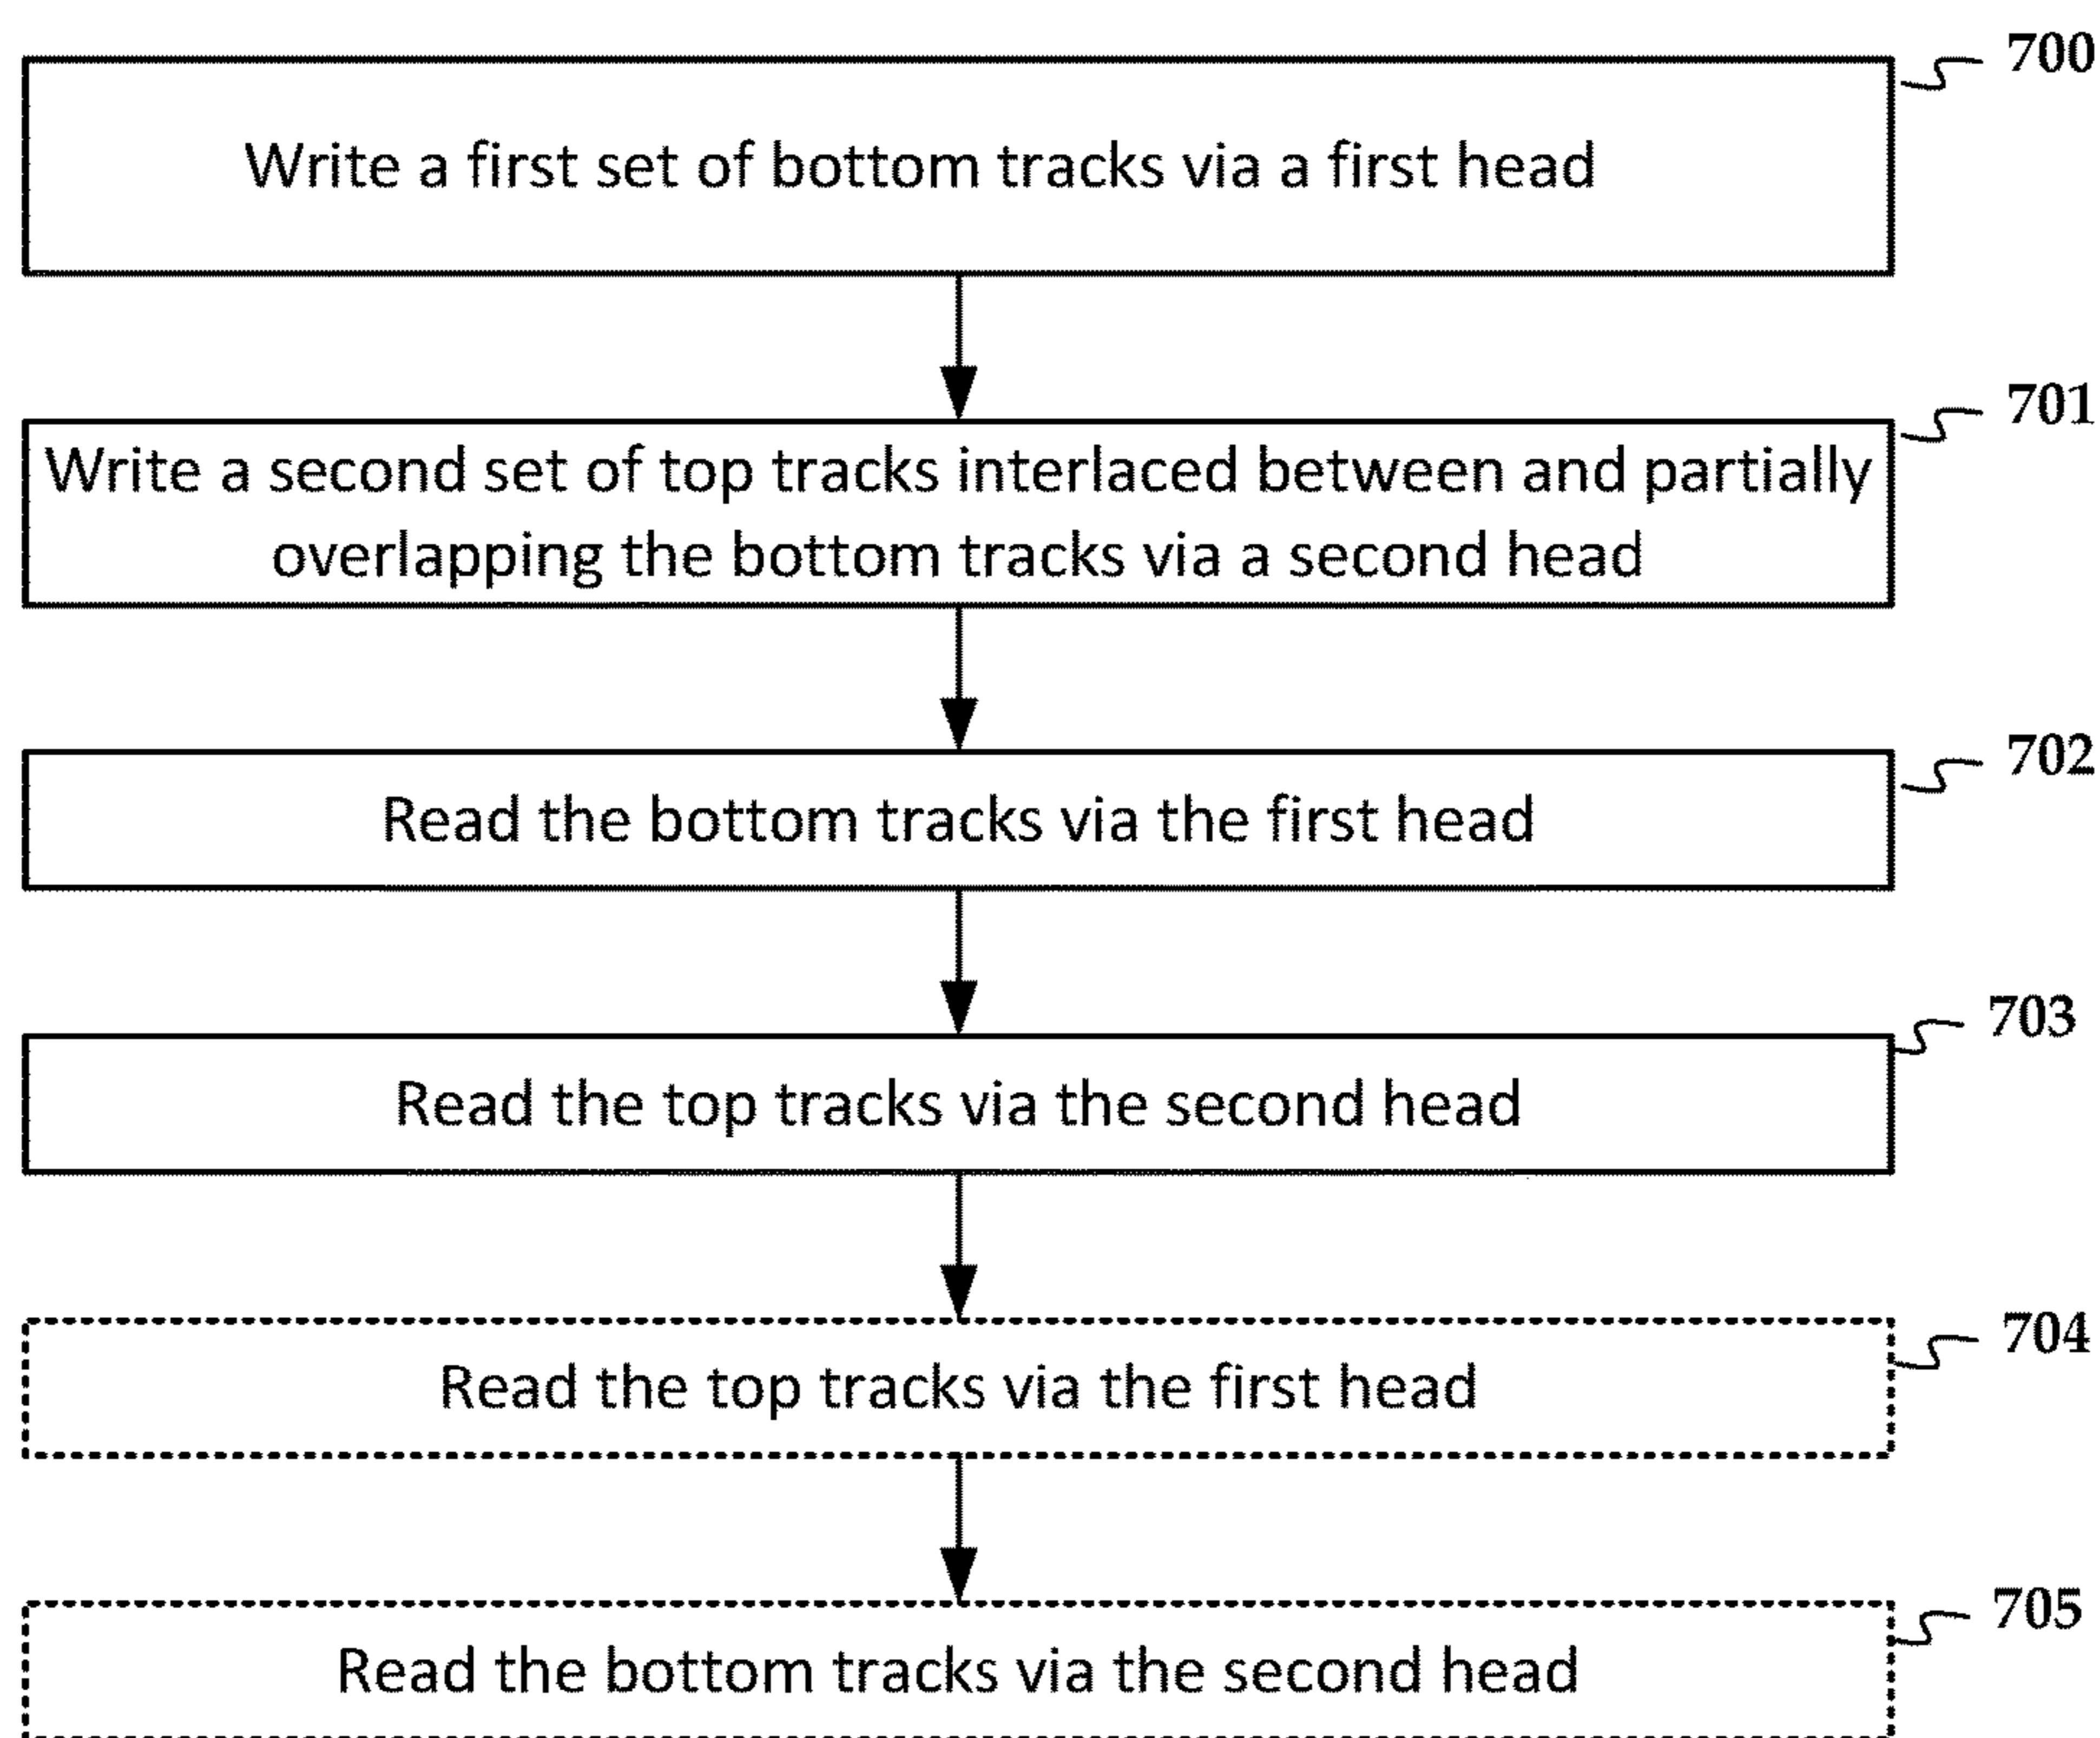 700
Write a first set of bottom tracks via a first head
701
Write a second set of top tracks interlaced between and partially
overlapping the bottom tracks via a second head
702
Read the bottom tracks via the first head
703
Read the top tracks via the second head
704
Read the top tracks via the first head
705
Read the bottom tracks via the second head